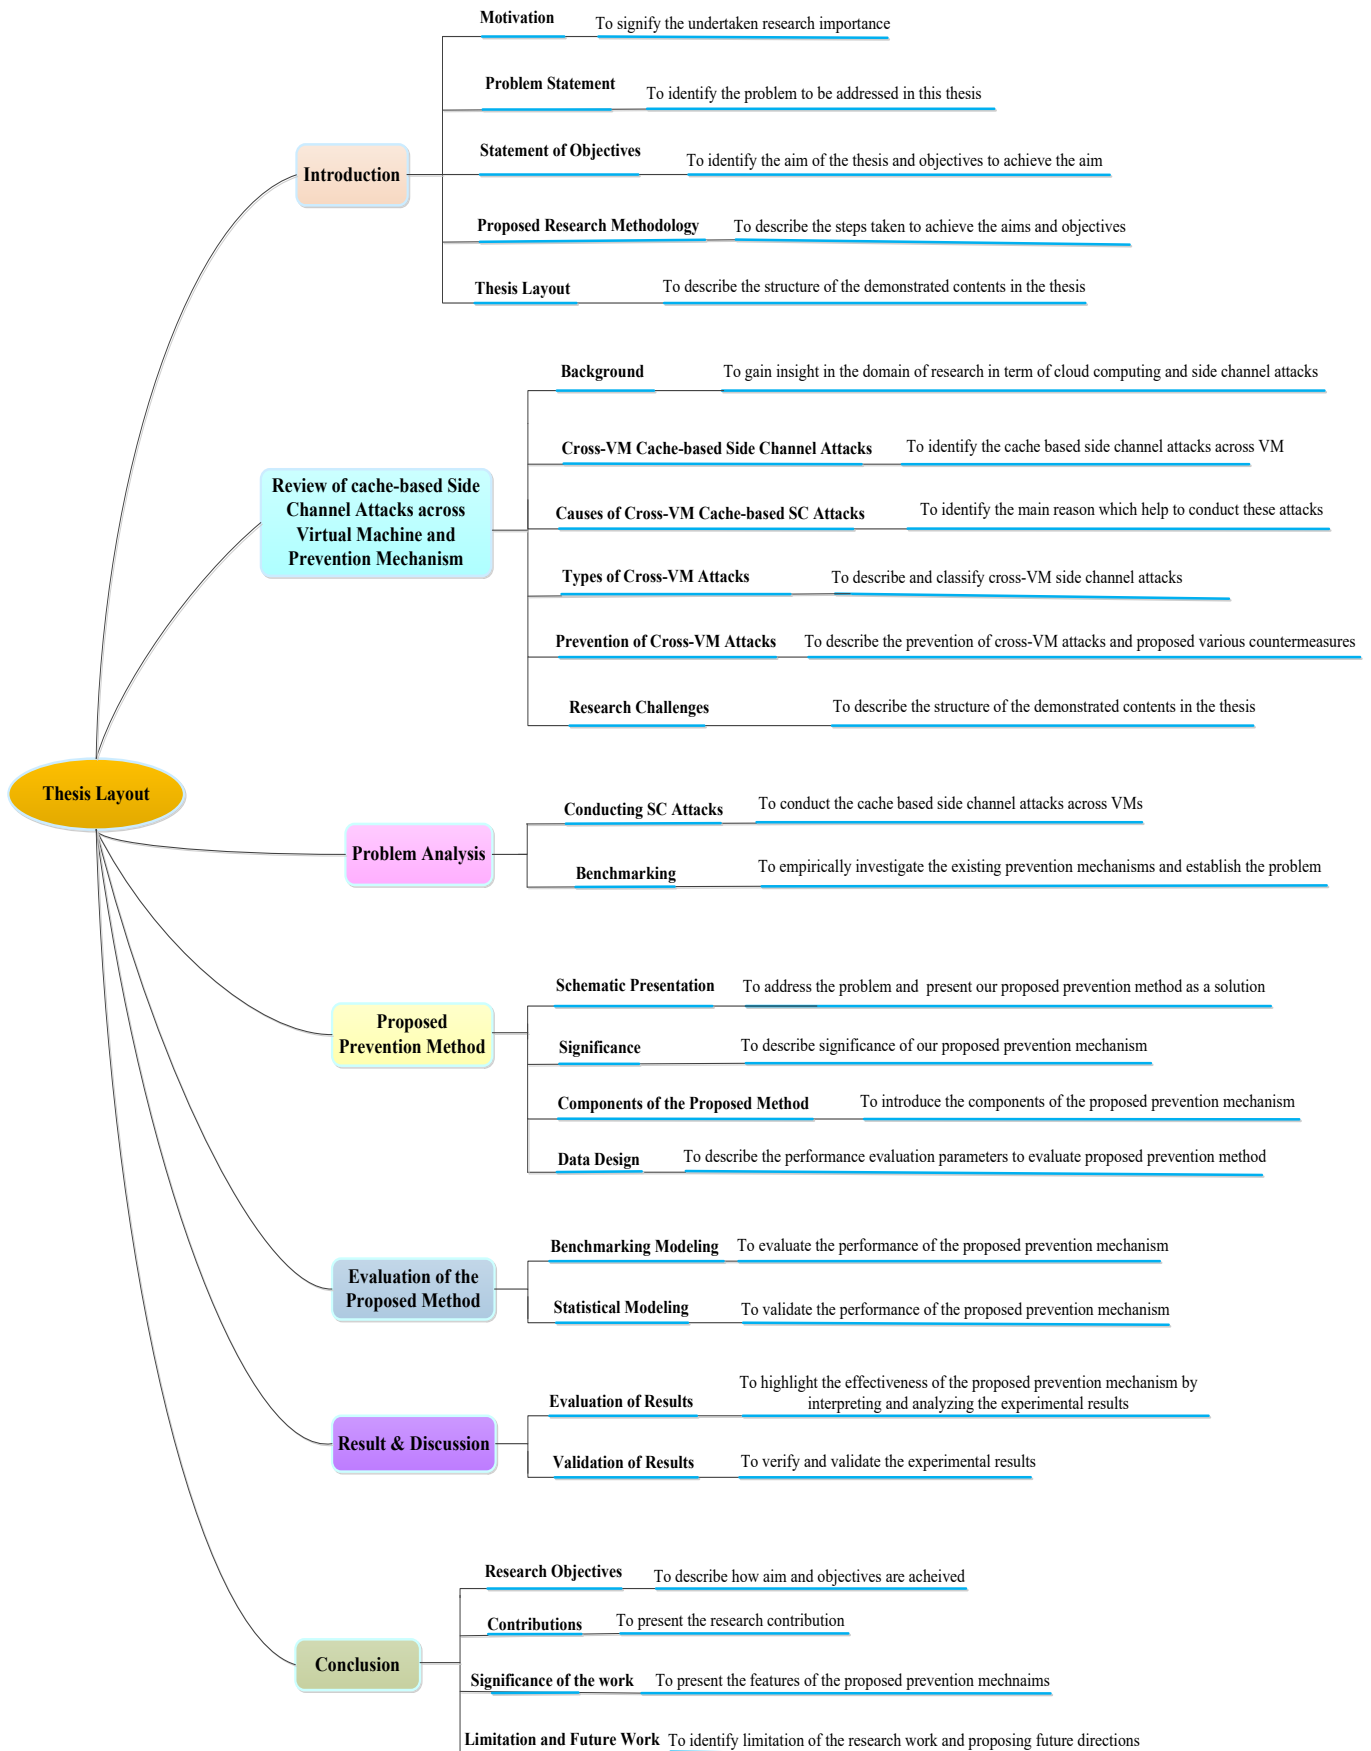 Thesis Layout
Introduction
Motivation
To signify the undertaken research importance
Problem Statement
To identify the problem to be addressed in this thesis
Statement of Objectives
To identify the aim of the thesis and objectives to achieve the aim
Proposed Research Methodology
To describe the steps taken to achieve the aims and objectives
Thesis Layout
To describe the structure of the demonstrated contents in the thesis
Review of cache-based Side
Channel Attacks across
Virtual Machine and
Prevention Mechanism
Background
To gain insight in the domain of research in term of cloud computing and side channel attacks
Cross-VM Cache-based Side Channel Attacks
To identify the cache based side channel attacks across VM
Causes of Cross-VM Cache-based SC Attacks
To identify the main reason which help to conduct these attacks
Types of Cross-VM Attacks
To describe and classify cross-VM side channel attacks
Prevention of Cross-VM Attacks
To describe the prevention of cross-VM attacks and proposed various countermeasures
Research Challenges
To describe the structure of the demonstrated contents in the thesis
Problem Analysis
Conducting SC Attacks
To conduct the cache based side channel attacks across VMs
Benchmarking
To empirically investigate the existing prevention mechanisms and establish the problem
Proposed
Prevention Method
Schematic Presentation
To address the problem and present our proposed prevention method as a solution
Significance
To describe significance of our proposed prevention mechanism
Components of the Proposed Method
To introduce the components of the proposed prevention mechanism
Data Design
To describe the performance evaluation parameters to evaluate proposed prevention method
Evaluation of the
Proposed Method
Benchmarking Modeling
To evaluate the performance of the proposed prevention mechanism
Statistical Modeling
To validate the performance of the proposed prevention mechanism
Result & Discussion
Evaluation of Results
To highlight the effectiveness of the proposed prevention mechanism by
interpreting and analyzing the experimental results
Validation of Results
To verify and validate the experimental results
Conclusion
Research Objectives
To describe how aim and objectives are acheived
Contributions
To present the research contribution
Significance of the work
To present the features of the proposed prevention mechnaims
Limitation and Future Work
To identify limitation of the research work and proposing future directions